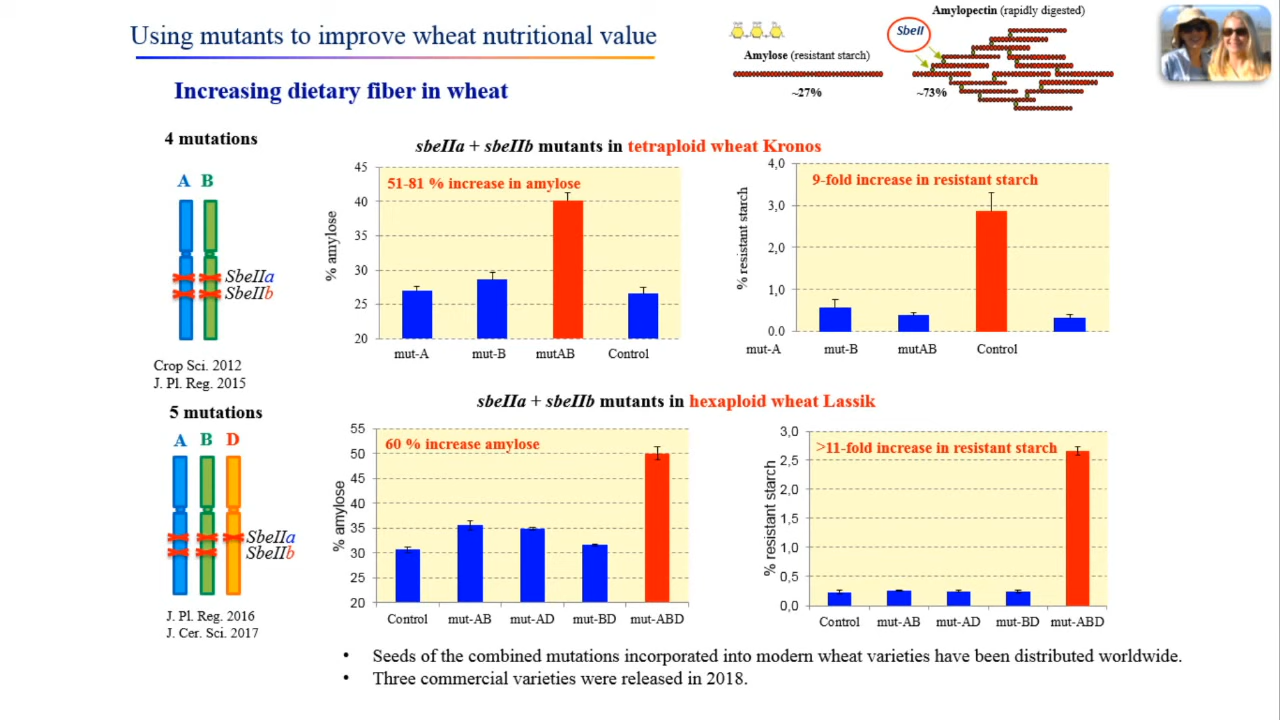 Using mutants to improve wheat nutritional value
Amylopectin (rapidly digested)
SbeII
Amylose (resistant starch)
~27%
~73%
Increasing dietary fiber in wheat
4 mutations
A B
SbeIIa
SbeIIb
Crop Sci. 2012
J. Pl. Reg. 2015
sbeIIa + sbeIIb mutants in tetraploid wheat Kronos
51-81 % increase in amylose
% amylose
45
40
35
30
25
20
mut-A mut-B mutAB Control
9-fold increase in resistant starch
% resistant starch
4,0
3,0
2,0
1,0
0.0
mut-A mut-B mutAB Control
5 mutations
A B D
SbeIIa
SbeIIb
J. Pl. Reg. 2016
J. Cer. Sci. 2017
sbeIIa + sbeIIb mutants in hexaploid wheat Lassik
60 % increase amylose
% amylose
55
50
45
40
35
30
25
20
Control mut-AB mut-AD mut-BD mut-ABD
>11-fold increase in resistant starch
% resistant starch
3,0
2,5
2,0
1,5
1,0
0,5
0,0
Control mut-AB mut-AD mut-BD mut-ABD
• Seeds of the combined mutations incorporated into modern wheat varieties have been distributed worldwide.
• Three commercial varieties were released in 2018.